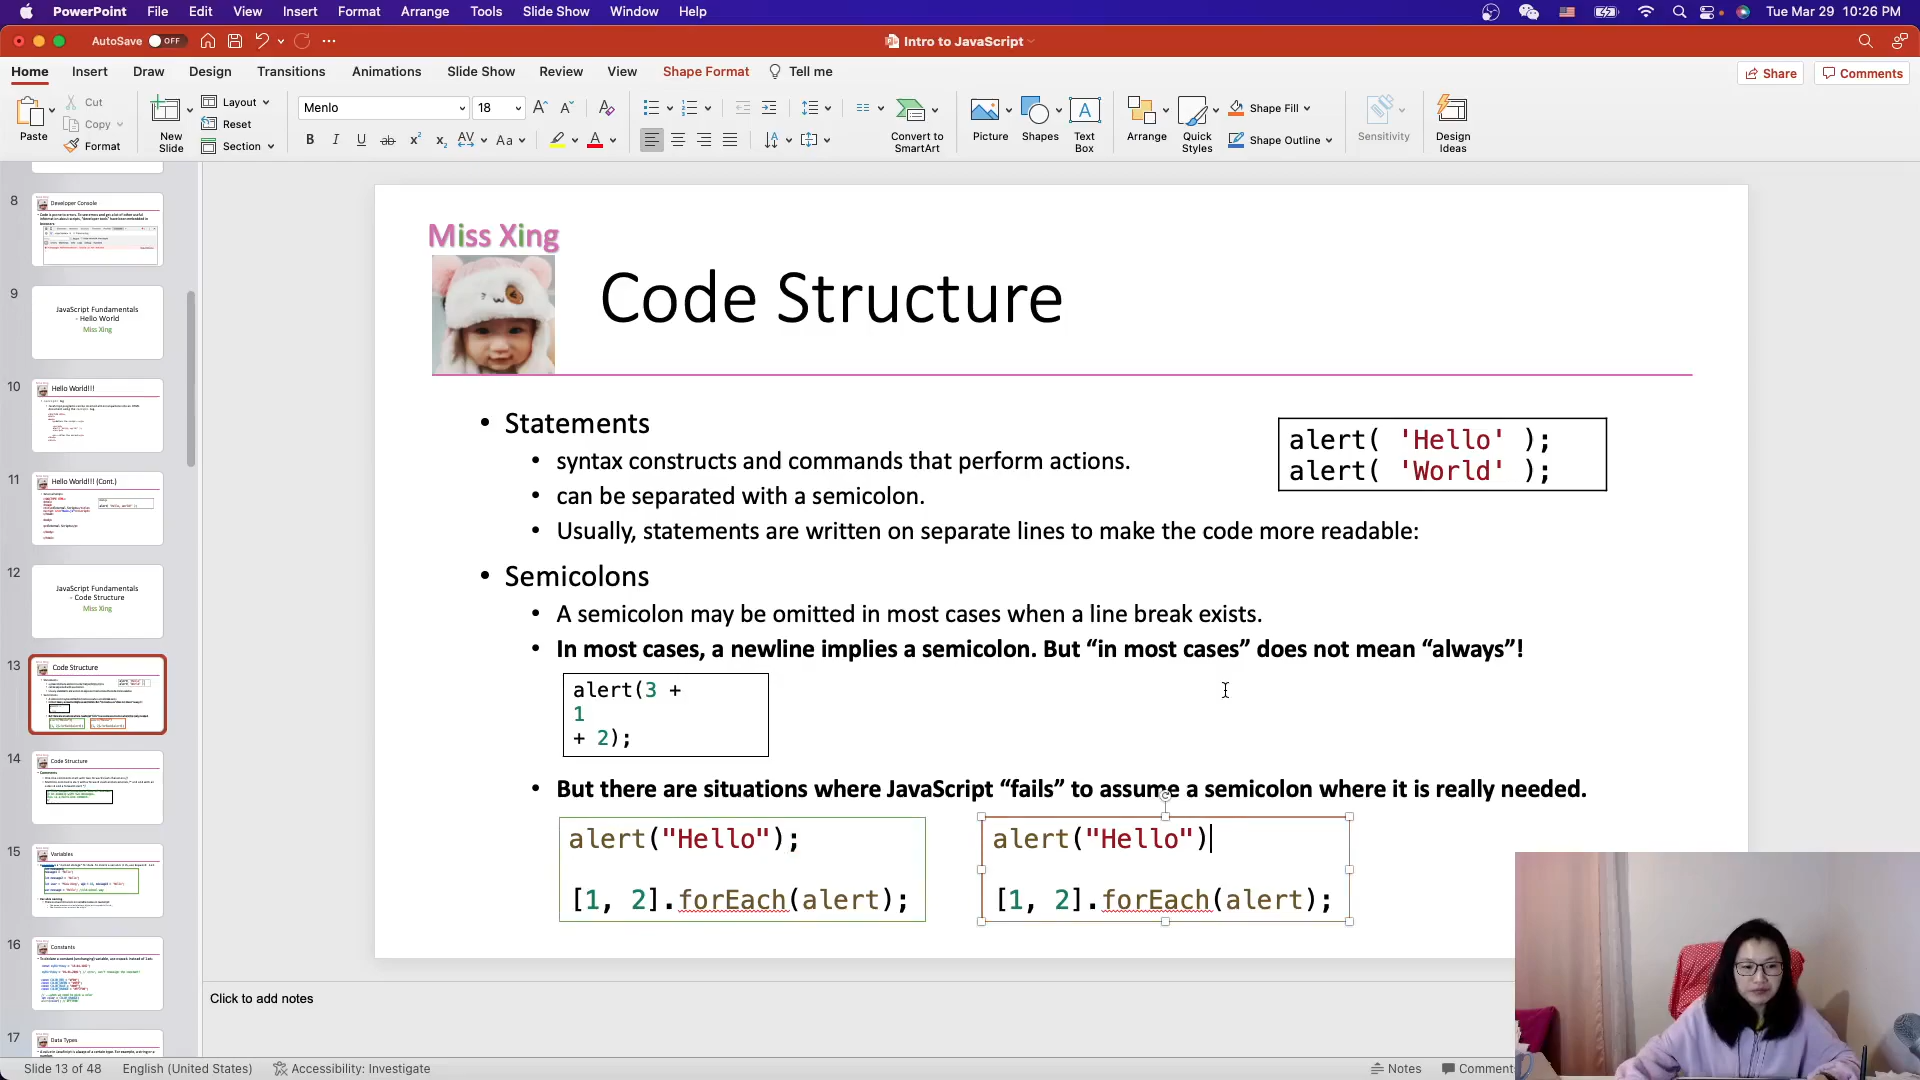 PowerPoint File Edit View Insert Format Arrange Tools Slide Show Window Help
Tue Mar 29 10:26 PM
AutoSave OFF
Intro to JavaScript
Home Insert Draw Design Transitions Animations Slide Show Review View Shape Format Tell me
Share Comments
Paste
Cut
Copy
Format
New Slide
Layout
Reset
Section
Menlo 18
Convert to SmartArt
Picture
Shapes
Text Box
Arrange
Quick Styles
Shape Fill
Shape Outline
Sensitivity
Design Ideas
8
Developer Console
9
JavaScript Fundamentals
- Hello World
Miss Xing
10
Hello World!!!
11
Hello World!!! (Cont.)
12
JavaScript Fundamentals
- Code Structure
Miss Xing
13
Code Structure
14
Code Structure
15
Variables
16
Constants
17
Data Types
Miss Xing
Code Structure
• Statements
• syntax constructs and commands that perform actions.
• can be separated with a semicolon.
• Usually, statements are written on separate lines to make the code more readable:
alert( 'Hello' );
alert( 'World' );
• Semicolons
• A semicolon may be omitted in most cases when a line break exists.
• In most cases, a newline implies a semicolon. But “in most cases” does not mean “always”!
alert(3 +
1
+ 2);
• But there are situations where JavaScript “fails” to assume a semicolon where it is really needed.
alert("Hello");
[1, 2].forEach(alert);
alert("Hello")
[1, 2].forEach(alert);
Click to add notes
Slide 13 of 48 English (United States) Accessibility: Investigate
Notes